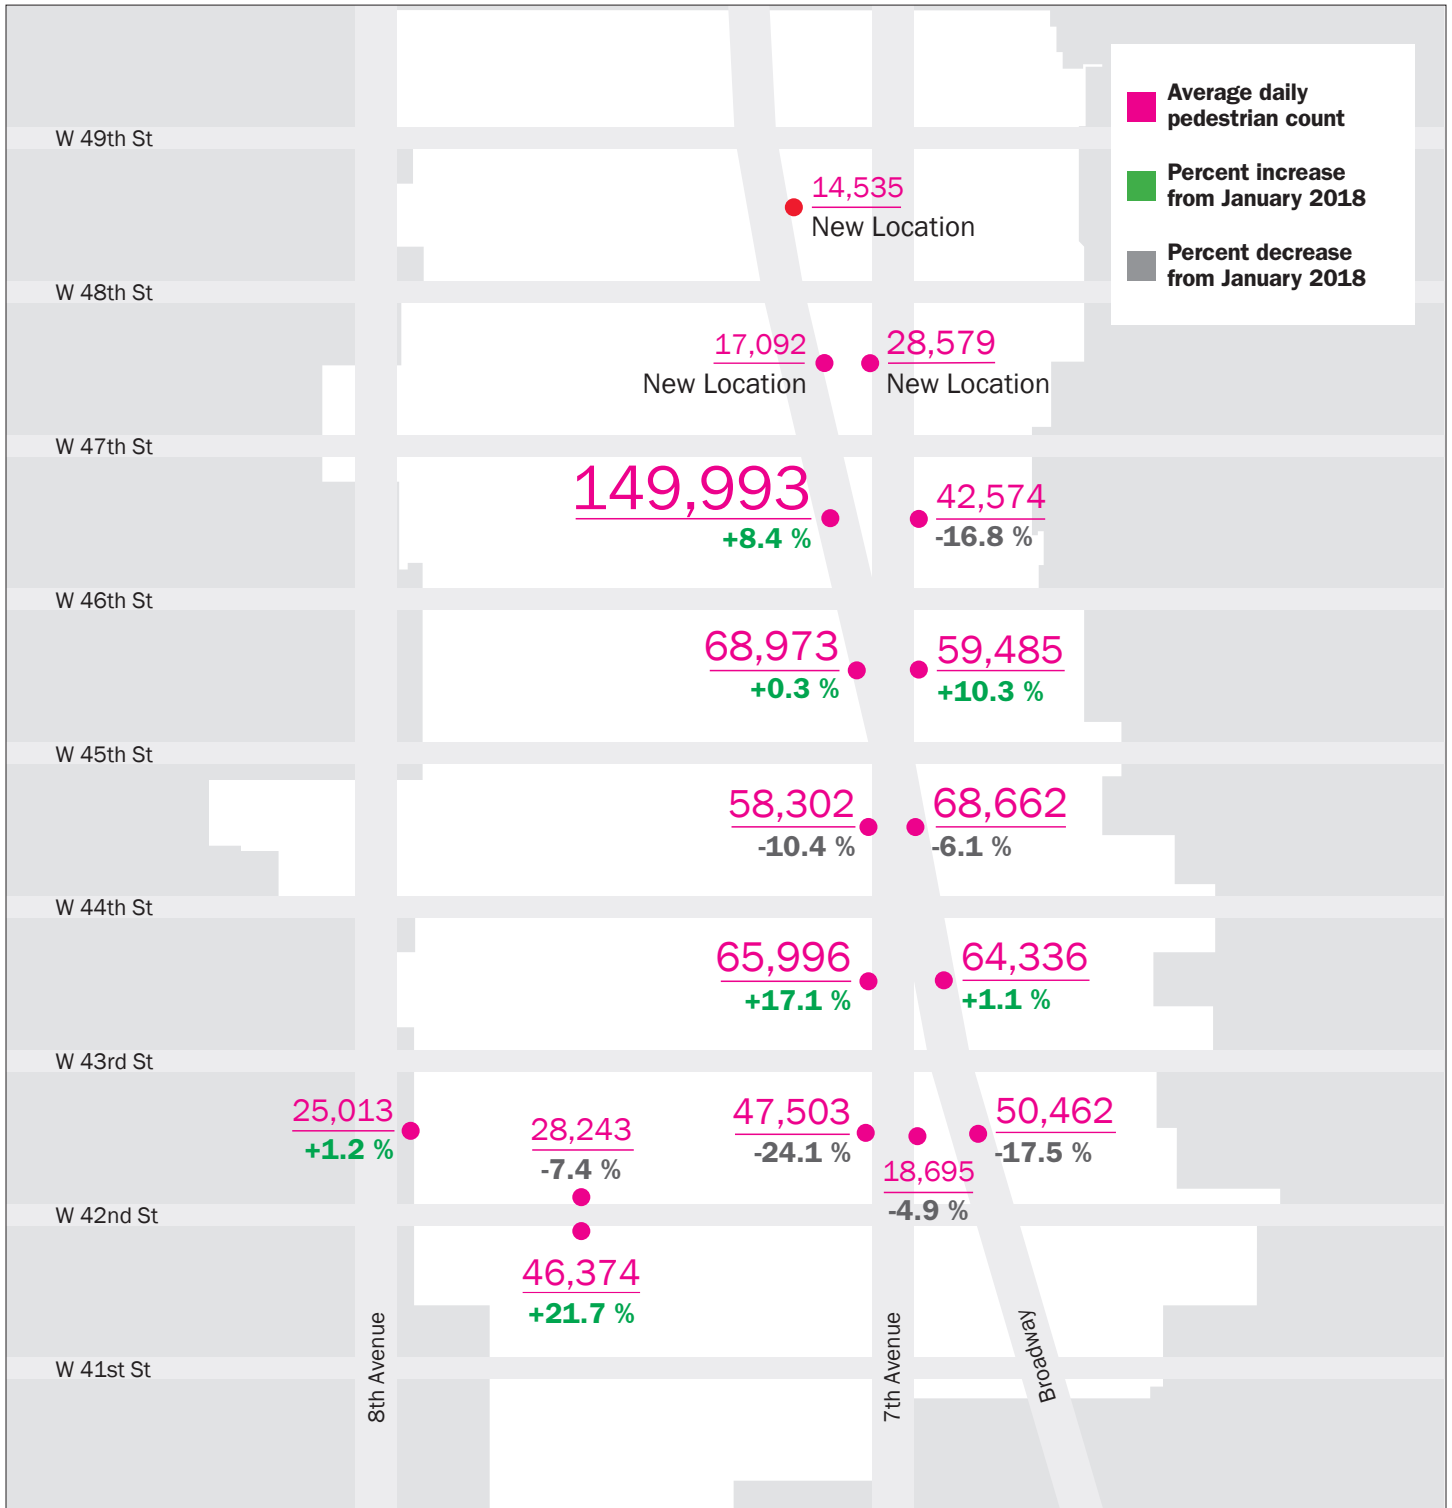 Average daily
pedestrian count
Percent increase
from January 2018
Percent decrease
from January 2018
W 49th St
14,535
New Location
W 48th St
17,092
New Location
28,579
New Location
W 47th St
149,993
+8.4 %
42,574
-16.8 %
W 46th St
68,973
+0.3 %
59,485
+10.3 %
W 45th St
58,302
-10.4 %
68,662
-6.1 %
W 44th St
65,996
+17.1 %
64,336
+1.1 %
W 43rd St
25,013
+1.2 %
28,243
-7.4 %
47,503
-24.1 %
18,695
-4.9 %
50,462
-17.5 %
W 42nd St
46,374
+21.7 %
W 41st St
8th Avenue
7th Avenue
Broadway